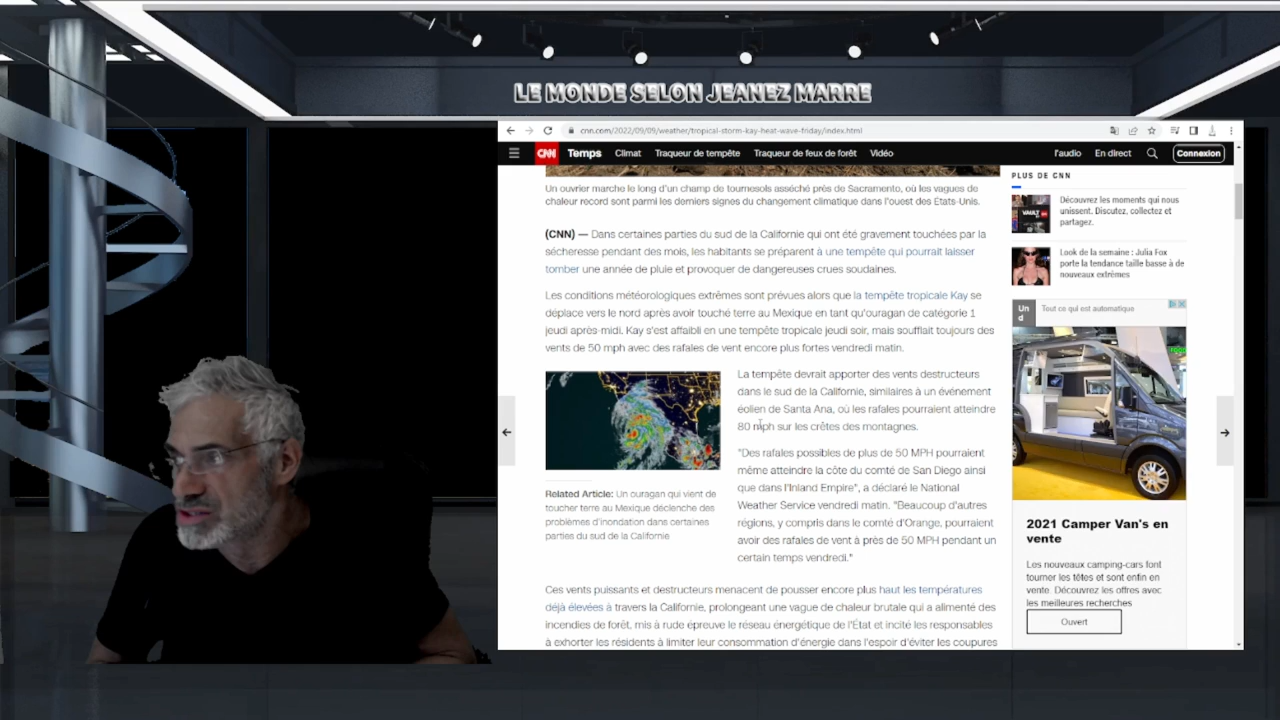 LE MONDE SELON JEANEZ MARRE
cnn.com/2022/09/09/weather/tropical-storm-kay-heat-wave-friday/index.html
CNN Temps Climat Traqueur de tempête Traqueur de feux de forêt Vidéo l'audio En direct Connexion
Un ouvrier marche le long d'un champ de tournesols asséché près de Sacramento, où les vagues de
chaleur record sont parmi les derniers signes du changement climatique dans l'ouest des États-Unis.
(CNN) — Dans certaines parties du sud de la Californie qui ont été gravement touchées par la
sécheresse pendant des mois, les habitants se préparent à une tempête qui pourrait laisser
tomber une année de pluie et provoquer de dangereuses crues soudaines.
Les conditions météorologiques extrêmes sont prévues alors que la tempête tropicale Kay se
déplace vers le nord après avoir touché terre au Mexique en tant qu'ouragan de catégorie 1
jeudi après-midi. Kay s'est affaibli en une tempête tropicale jeudi soir, mais soufflait toujours des
vents de 50 mph avec des rafales de vent encore plus fortes vendredi matin.
La tempête devrait apporter des vents destructeurs
dans le sud de la Californie, similaires à un événement
éolien de Santa Ana, où les rafales pourraient atteindre
80 mph sur les crêtes des montagnes.
"Des rafales possibles de plus de 50 MPH pourraient
même atteindre la côte du comté de San Diego ainsi
que dans l'Inland Empire", a déclaré le National
Weather Service vendredi matin. "Beaucoup d'autres
régions, y compris dans le comté d'Orange, pourraient
avoir des rafales de vent à près de 50 MPH pendant un
certain temps vendredi."
Related Article: Un ouragan qui vient de
toucher terre au Mexique déclenche des
problèmes d'inondation dans certaines
parties du sud de la Californie
Ces vents puissants et destructeurs menacent de pousser encore plus haut les températures
déjà élevées à travers la Californie, prolongeant une vague de chaleur brutale qui a alimenté des
incendies de forêt, mis à rude épreuve le réseau énergétique de l'État et incité les responsables
à exhorter les résidents à limiter leur consommation d'énergie dans l'espoir d'éviter les coupures
PLUS DE CNN
VAULT
Découvrez les moments qui nous
unissent. Discutez, collectez et
partagez.
Look de la semaine : Julia Fox
porte la tendance taille basse à de
nouveaux extrêmes
Un
d
Tout ce qui est automatique
2021 Camper Van's en
vente
Les nouveaux camping-cars font
tourner les têtes et sont enfin en
vente. Découvrez les offres avec
les meilleures recherches
Ouvert